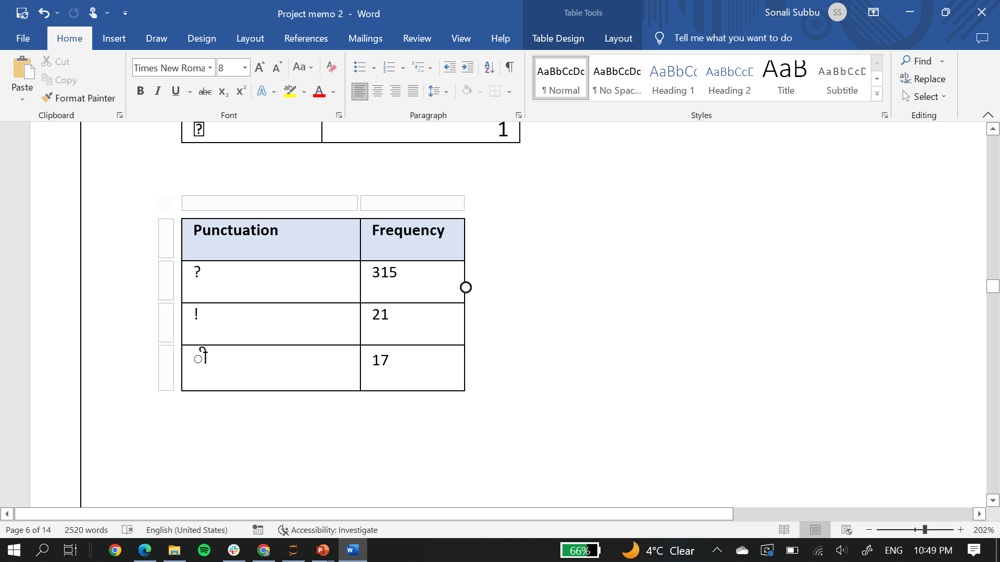 Project memo 2 - Word
Table Tools
Sonali Subbu
SS
File
Home
Insert
Draw
Design
Layout
References
Mailings
Review
View
Help
Table Design
Layout
Tell me what you want to do
Paste
Cut
Copy
Format Painter
Clipboard
Times New Roma
8
Font
Paragraph
AaBbCcDc
¶ Normal
AaBbCcDc
¶ No Spac...
AaBbCc
Heading 1
AaBbCcD
Heading 2
AaB
Title
AaBbCcD
Subtitle
Styles
Find
Replace
Select
Editing
? 1
Punctuation Frequency
? 315
! 21
ी 17
Page 6 of 14
2520 words
English (United States)
Accessibility: Investigate
202%
66%
4°C Clear
ENG
10:49 PM